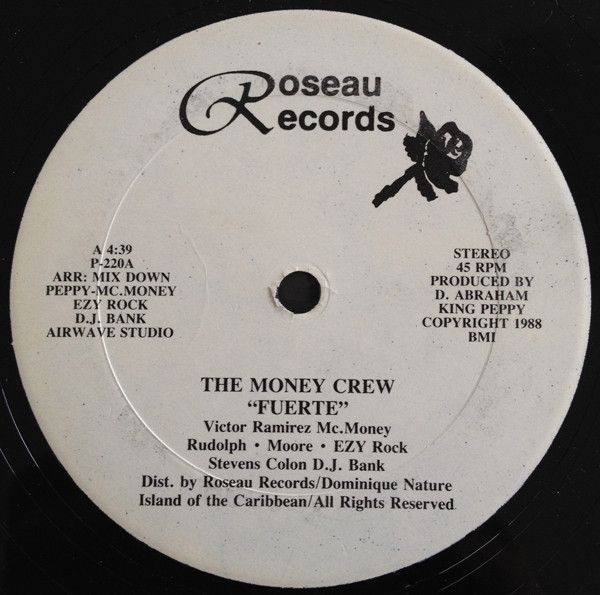 Roseau
Records
19
A 4:39
P-220A
ARR: MIX DOWN
PEPPY-MC.MONEY
EZY ROCK
D.J. BANK
AIRWAVE STUDIO
STEREO
45 RPM
PRODUCED BY
D. ABRAHAM
KING PEPPY
COPYRIGHT 1988
BMI
THE MONEY CREW
“FUERTE”
Victor Ramirez Mc.Money
Rudolph • Moore • EZY Rock
Stevens Colon D.J. Bank
Dist. by Roseau Records/Dominique Nature
Island of the Caribbean/All Rights Reserved